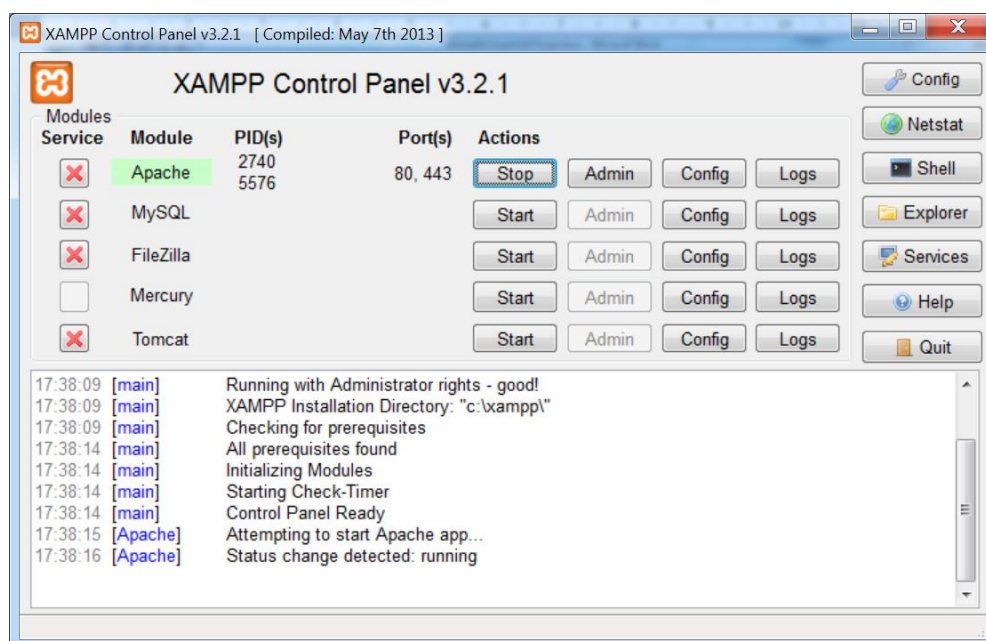 XAMPP Control Panel v3.2.1 [ Compiled: May 7th 2013 ]
XAMPP Control Panel v3.2.1
Config
Modules
Service Module PID(s) Port(s) Actions
Netstat
Apache 2740 80, 443 Stop Admin Config Logs
5576
Shell
MySQL Start Admin Config Logs
Explorer
FileZilla Start Admin Config Logs
Services
Mercury Start Admin Config Logs
Help
Tomcat Start Admin Config Logs
Quit
17:38:09 [main] Running with Administrator rights - good!
17:38:09 [main] XAMPP Installation Directory: "c:\xampp\"
17:38:09 [main] Checking for prerequisites
17:38:14 [main] All prerequisites found
17:38:14 [main] Initializing Modules
17:38:14 [main] Starting Check-Timer
17:38:14 [main] Control Panel Ready
17:38:15 [Apache] Attempting to start Apache app...
17:38:16 [Apache] Status change detected: running